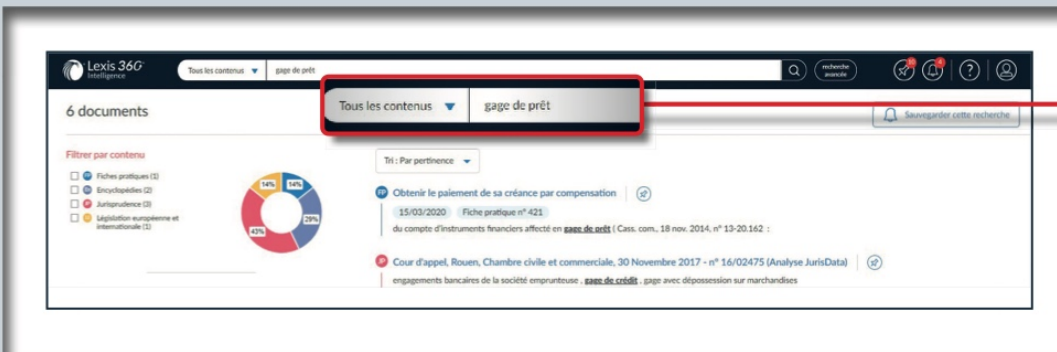 Lexis 360
Intelligence
Tous les contenus
gage de prêt
recherche avancée
?
Tous les contenus
gage de prêt
6 documents
Sauvegarder cette recherche
Filtrer par contenu
Fiches pratiques (1)
Encyclopédies (2)
Jurisprudence (3)
Législation européenne et
internationale (1)
14%
14%
29%
43%
Tri : Par pertinence
FP Obtenir le paiement de sa créance par compensation
15/03/2020 Fiche pratique n° 421
du compte d'instruments financiers affecté en gage de prêt ( Cass. com., 18 nov. 2014, n° 13-20.162 :
JP Cour d'appel, Rouen, Chambre civile et commerciale, 30 Novembre 2017 - n° 16/02475 (Analyse JurisData)
engagements bancaires de la société emprunteuse , gage de crédit , gage avec dépossession sur marchandises